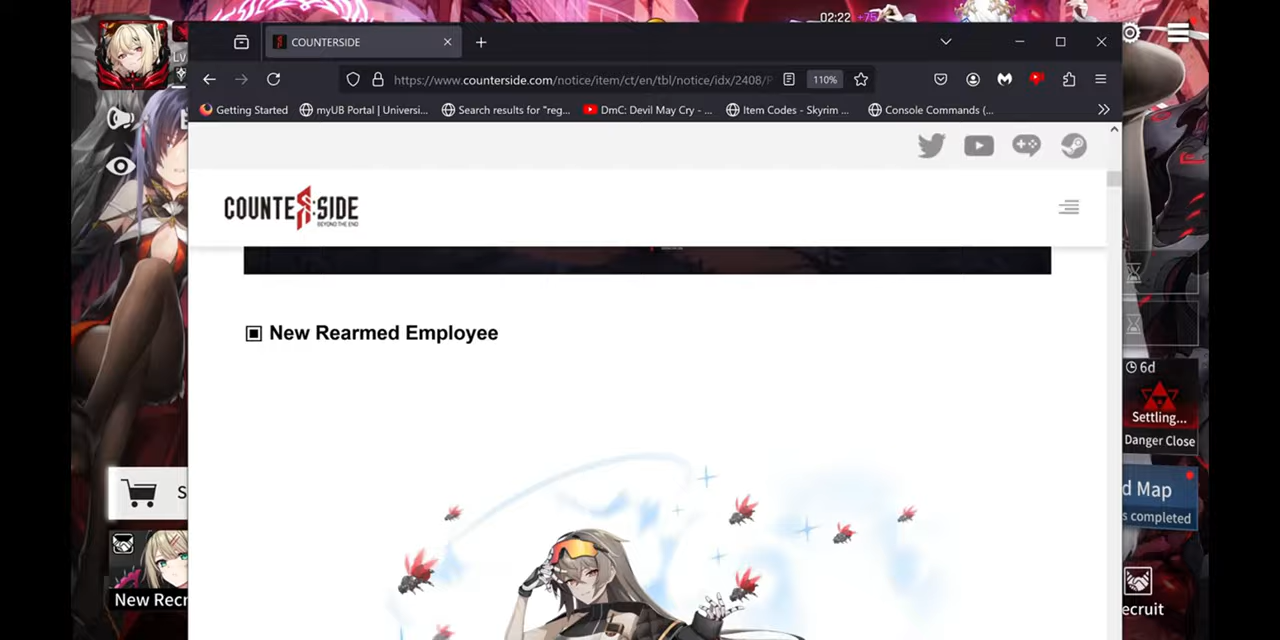 02:22 +75
COUNTERSIDE
https://www.counterside.com/notice/item/ct/en/tbl/notice/idx/2408/
110%
Getting Started
myUB Portal | Universi...
Search results for "reg...
DmC: Devil May Cry - ...
Item Codes - Skyrim ...
Console Commands (...
LV
COUNTERSIDE
BEYOND THE END
New Rearmed Employee
6d
Settling...
Danger Close
d Map
s completed
S
New Recr
ecruit